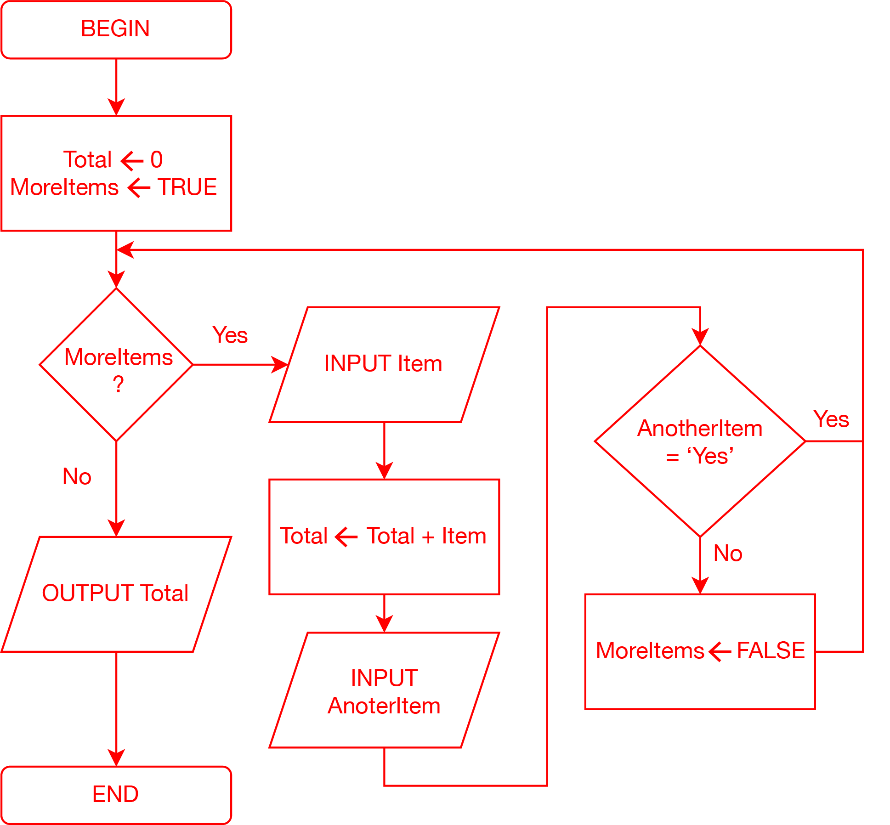 BEGIN
Total ← 0
MoreItems ← TRUE
MoreItems
?
Yes
No
INPUT Item
Total ← Total + Item
INPUT
AnoterItem
AnotherItem
= ‘Yes’
Yes
No
MoreItems ← FALSE
OUTPUT Total
END